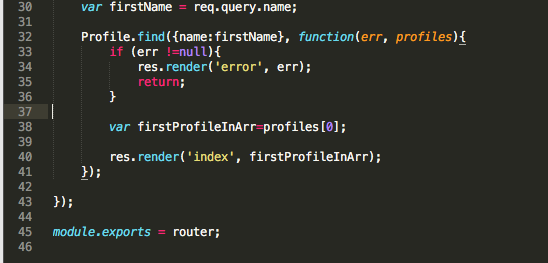 30 var firstName = req.query.name;
31
32 Profile.find({name:firstName}, function(err, profiles){
33 if (err !=null){
34 res.render('error', err);
35 return;
36 }
37
38 var firstProfileInArr=profiles[0];
39
40 res.render('index', firstProfileInArr);
41 });
42
43 });
44
45 module.exports = router;
46